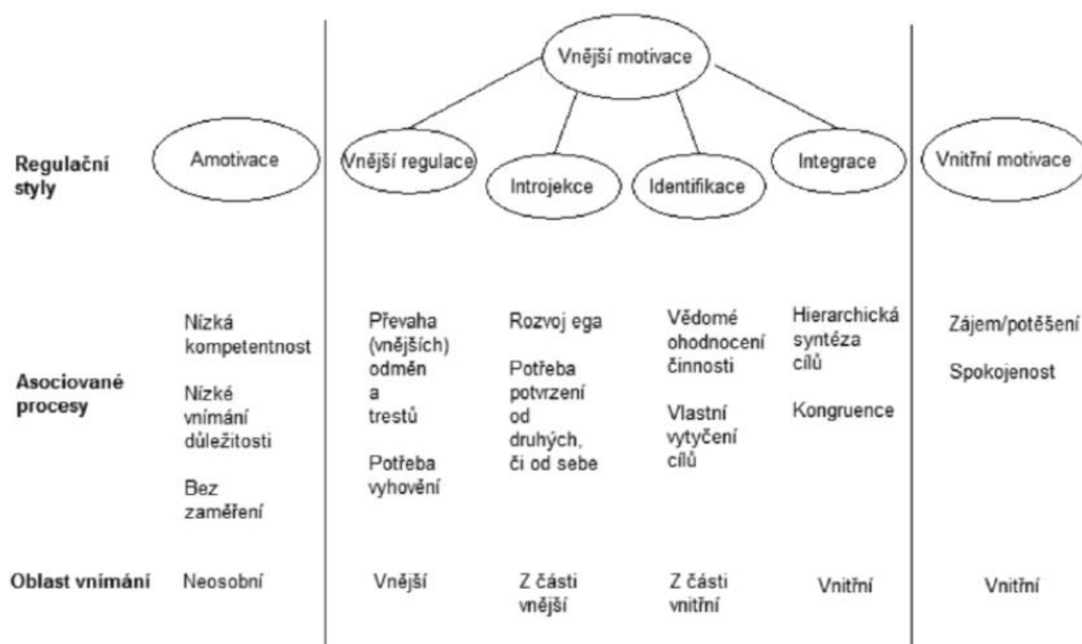 Vnější motivace
Regulační
styly
Amotivace
Vnější regulace
Introjekce
Identifikace
Integrace
Vnitřní motivace
Asociované
procesy
Nízká
kompetentnost
Nízké
vnímání
důležitosti
Bez
zaměření
Převaha
(vnějších)
odměn
a
trestů
Potřeba
vyhovění
Rozvoj ega
Potřeba
potvrzení
od
druhých,
či od sebe
Vědomé
ohodnocení
činnosti
Vlastní
vytyčení
cílů
Hierarchická
syntéza
cílů
Kongruence
Zájem/potěšení
Spokojenost
Oblast vnímání
Neosobní
Vnější
Z části
vnější
Z části
vnitřní
Vnitřní
Vnitřní